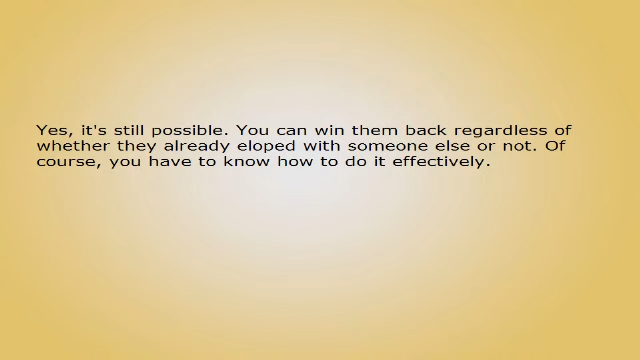 Yes, it's still possible. You can win them back regardless of
whether they already eloped with someone else or not. Of
course, you have to know how to do it effectively.